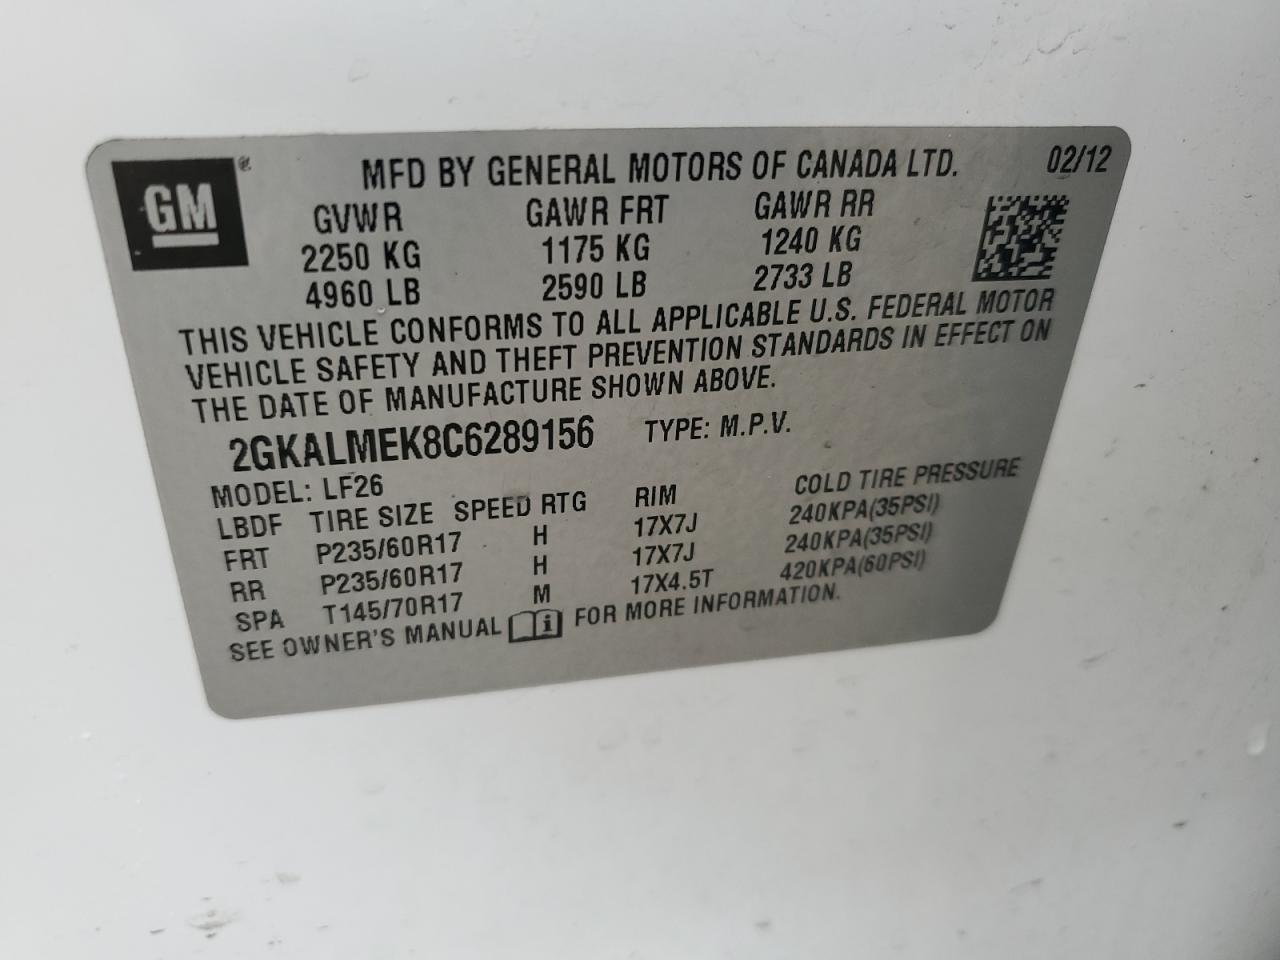 GM ®
MFD BY GENERAL MOTORS OF CANADA LTD. 02/12
GVWR GAWR FRT GAWR RR
2250 KG 1175 KG 1240 KG
4960 LB 2590 LB 2733 LB
THIS VEHICLE CONFORMS TO ALL APPLICABLE U.S. FEDERAL MOTOR
VEHICLE SAFETY AND THEFT PREVENTION STANDARDS IN EFFECT ON
THE DATE OF MANUFACTURE SHOWN ABOVE.
2GKALMEK8C6289156 TYPE: M.P.V.
MODEL: LF26
LBDF TIRE SIZE SPEED RTG RIM COLD TIRE PRESSURE
FRT P235/60R17 H 17X7J 240KPA(35PSI)
RR P235/60R17 H 17X7J 240KPA(35PSI)
SPA T145/70R17 M 17X4.5T 420KPA(60PSI)
SEE OWNER'S MANUAL i FOR MORE INFORMATION.